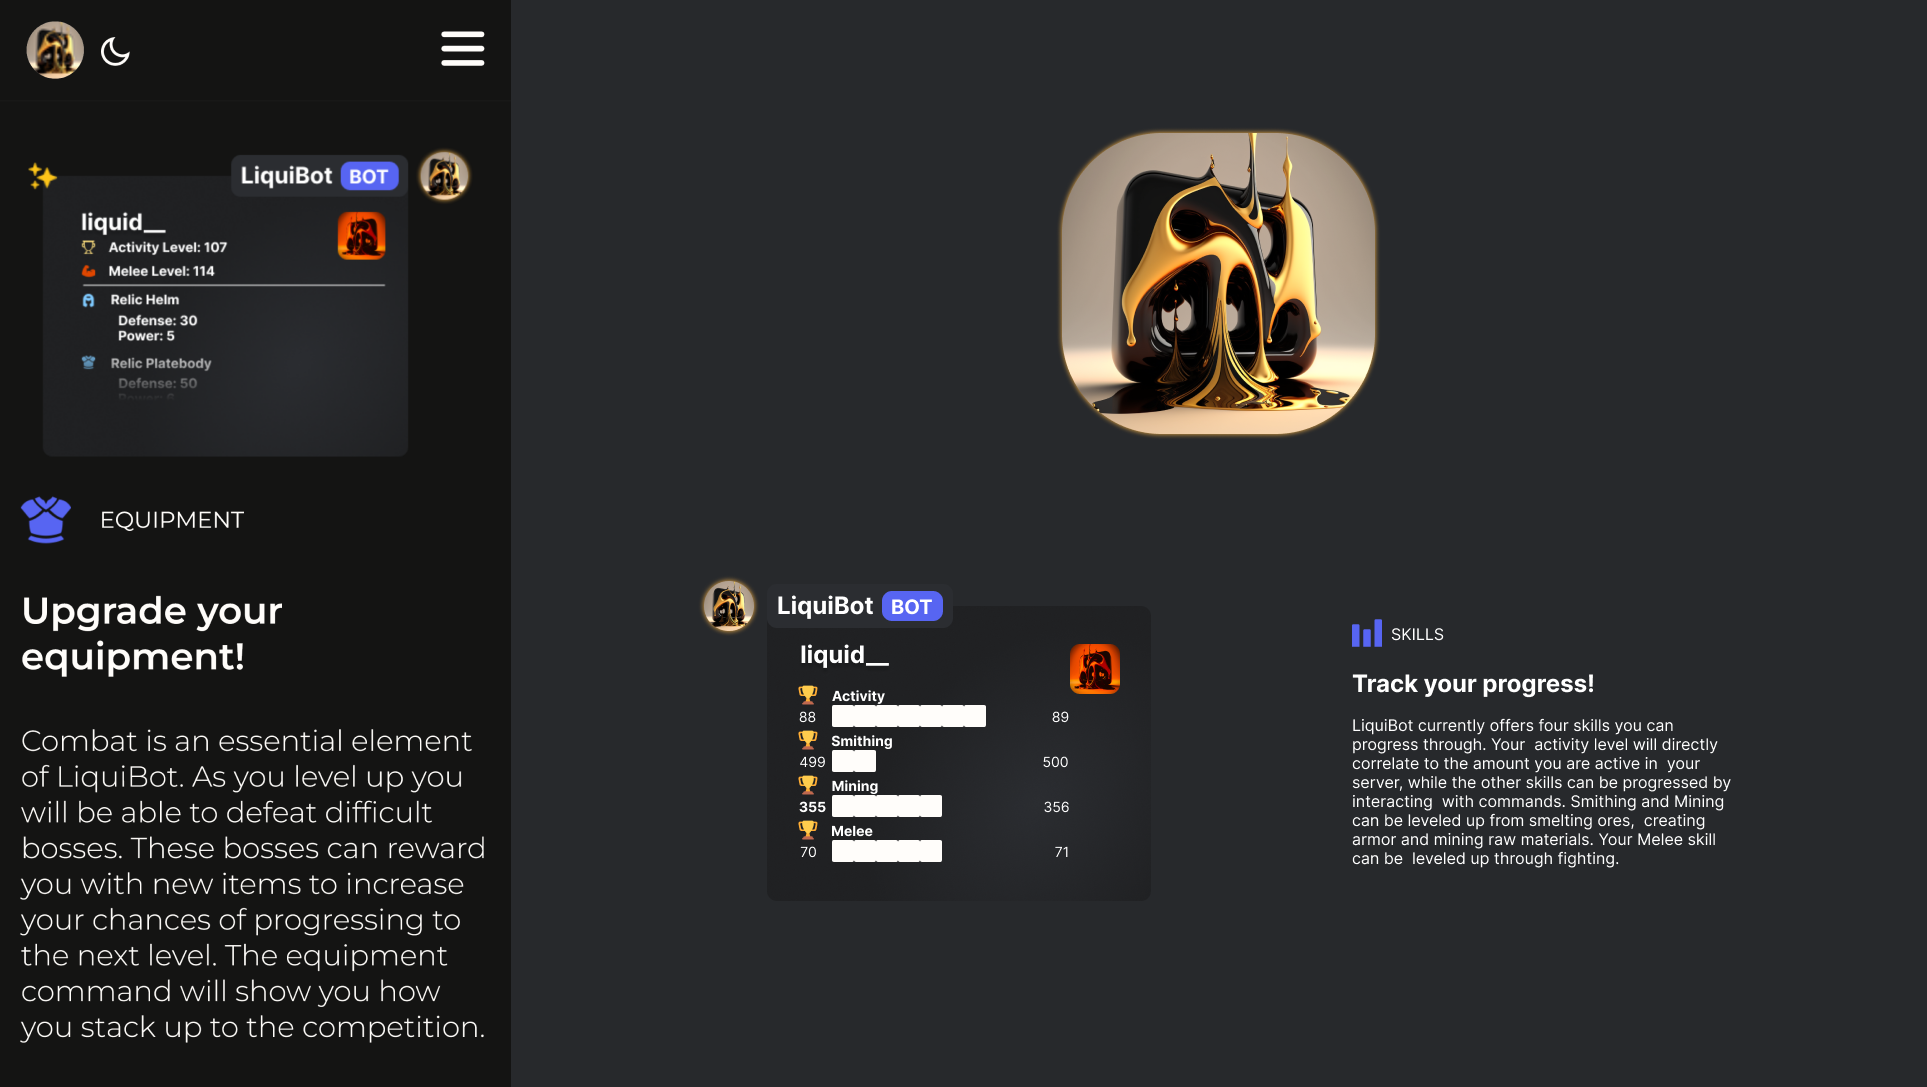 LiquiBot BOT
liquid__
Activity Level: 107
Melee Level: 114
Relic Helm
Defense: 30
Power: 5
Relic Platebody
Defense: 50
Power: 6
EQUIPMENT
Upgrade your
equipment!
Combat is an essential element
of LiquiBot. As you level up you
will be able to defeat difficult
bosses. These bosses can reward
you with new items to increase
your chances of progressing to
the next level. The equipment
command will show you how
you stack up to the competition.
LiquiBot BOT
liquid__
Activity
88 89
Smithing
499 500
Mining
355 356
Melee
70 71
SKILLS
Track your progress!
LiquiBot currently offers four skills you can
progress through. Your activity level will directly
correlate to the amount you are active in your
server, while the other skills can be progressed by
interacting with commands. Smithing and Mining
can be leveled up from smelting ores, creating
armor and mining raw materials. Your Melee skill
can be leveled up through fighting.